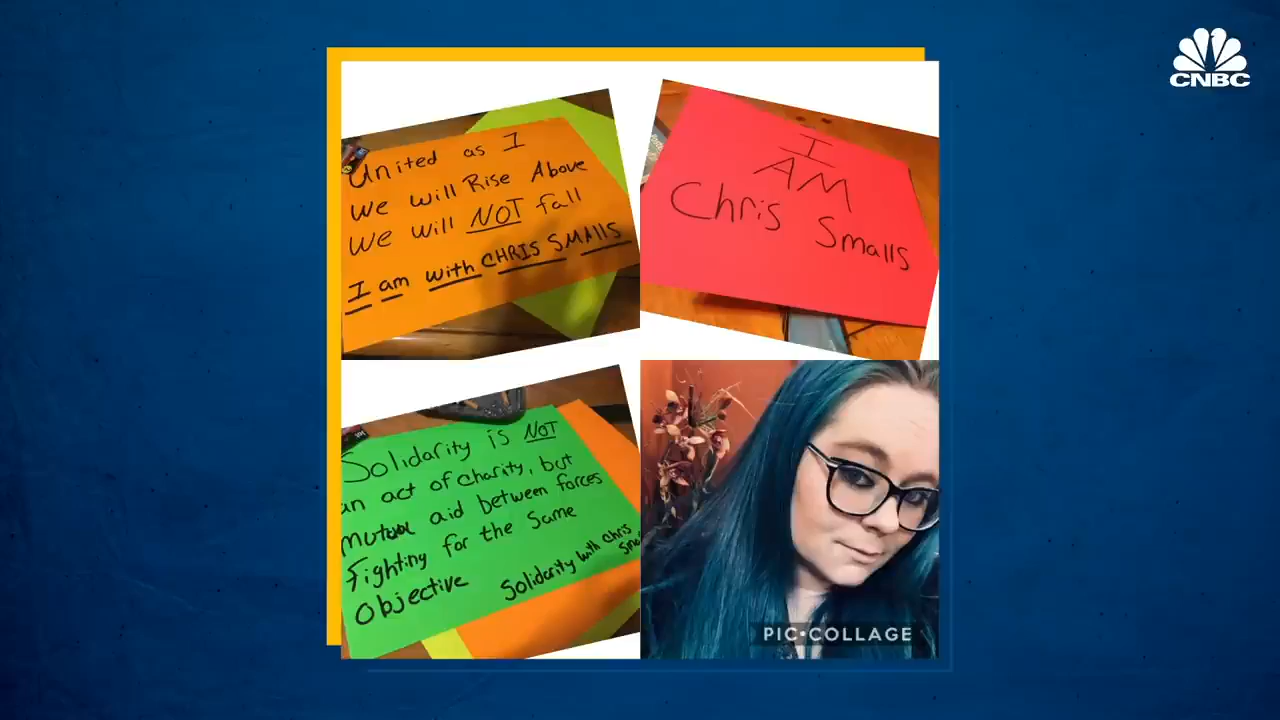 CNBC
United as I
We will Rise Above
We will NOT fall
I am with CHRIS SMAllS
I
AM
Chris Smalls
Solidarity is NOT
an act of charity, but
mutual aid between forces
Fighting for the Same
Objective
Solidarity with Chris
PIC•COLLAGE